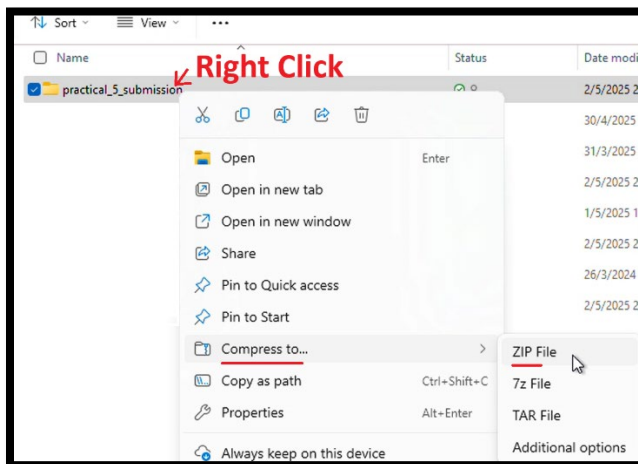 Sort View ...
Name Status Date modi
Right Click
practical_5_submission 2/5/2025 2
30/4/2025
31/3/2025
2/5/2025 2
1/5/2025 1
2/5/2025 2
26/3/2024
2/5/2025 2
Open Enter
Open in new tab
Open in new window
Share
Pin to Quick access
Pin to Start
Compress to... ZIP File
Copy as path Ctrl+Shift+C 7z File
Properties Alt+Enter TAR File
Always keep on this device Additional options